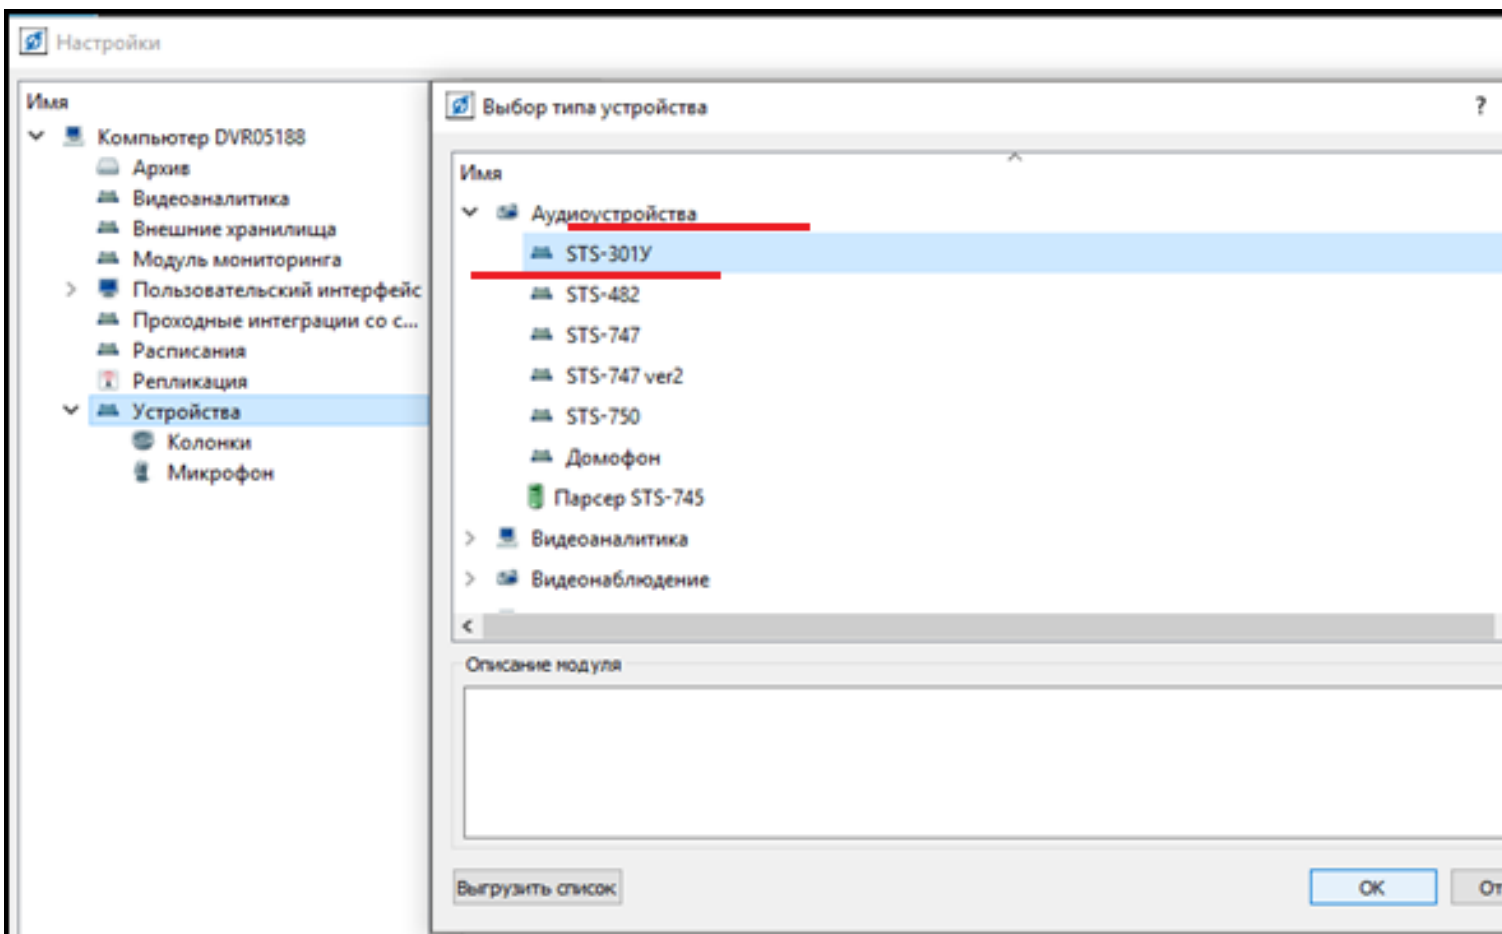 Настройки
Имя
Компьютер DVR05188
Архив
Видеоаналитика
Внешние хранилища
Модуль мониторинга
Пользовательский интерфейс
Проходные интеграции со с...
Расписания
Репликация
Устройства
Колонки
Микрофон
Выбор типа устройства
?
Имя
Аудиоустройства
STS-301У
STS-482
STS-747
STS-747 ver2
STS-750
Домофон
Парсер STS-745
Видеоаналитика
Видеонаблюдение
Описание модуля
Выгрузить список
OK
От